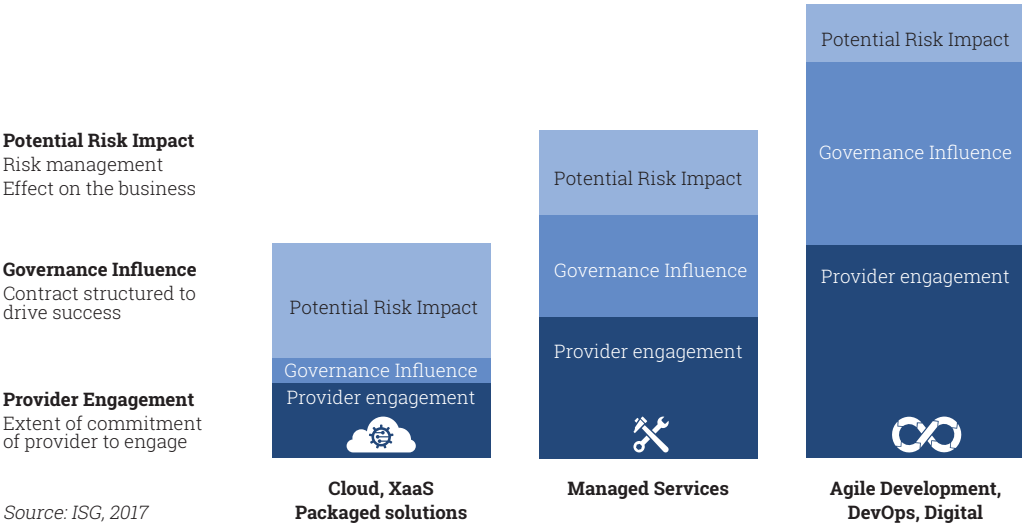 Potential Risk Impact
Risk management
Effect on the business
Governance Influence
Contract structured to
drive success
Provider Engagement
Extent of commitment
of provider to engage
Source: ISG, 2017
Potential Risk Impact
Governance Influence
Provider engagement
Cloud, XaaS
Packaged solutions
Potential Risk Impact
Governance Influence
Provider engagement
Managed Services
Potential Risk Impact
Governance Influence
Provider engagement
Agile Development,
DevOps, Digital